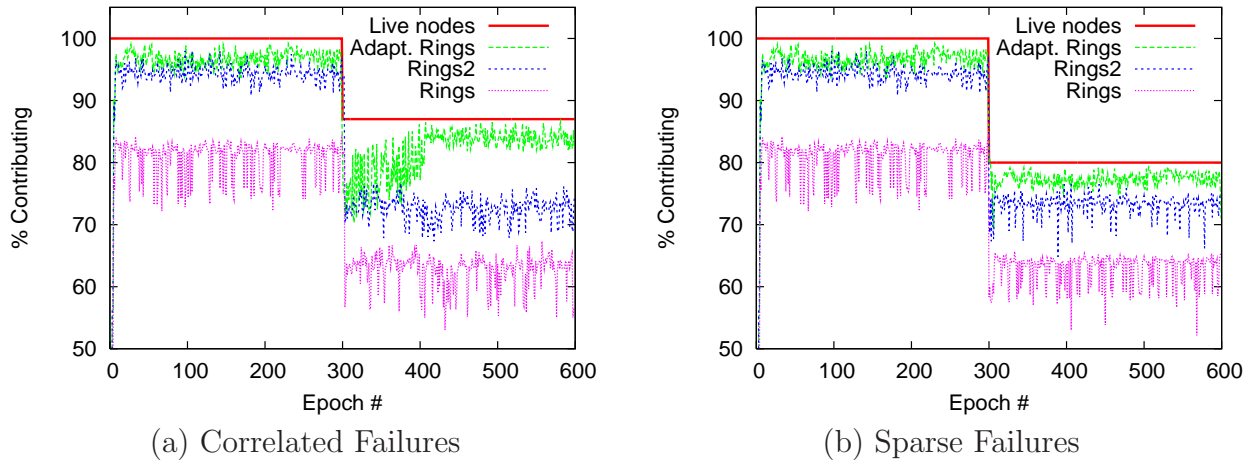 Live nodes
Adapt. Rings
Rings2
Rings
100
90
80
70
60
50
% Contributing
0 100 200 300 400 500 600
Epoch #
(a) Correlated Failures
Live nodes
Adapt. Rings
Rings2
Rings
100
90
80
70
60
50
% Contributing
0 100 200 300 400 500 600
Epoch #
(b) Sparse Failures